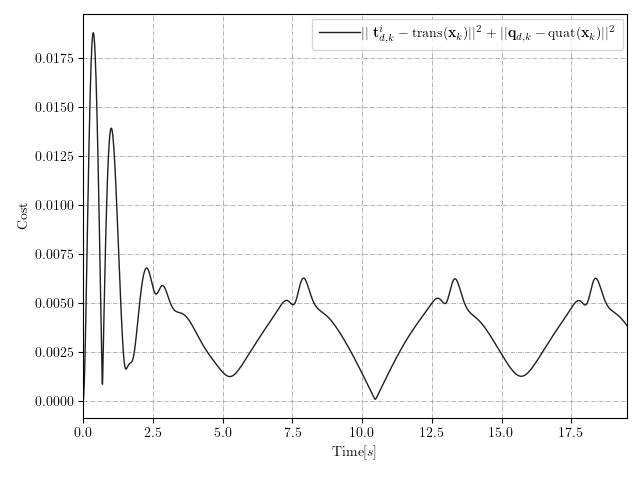 || t^i_{d,k} − trans(x_k)||^2 + ||q_{d,k} − quat(x_k)||^2
0.0175
0.0150
0.0125
0.0100
0.0075
0.0050
0.0025
0.0000
Cost
0.0 2.5 5.0 7.5 10.0 12.5 15.0 17.5
Time[s]